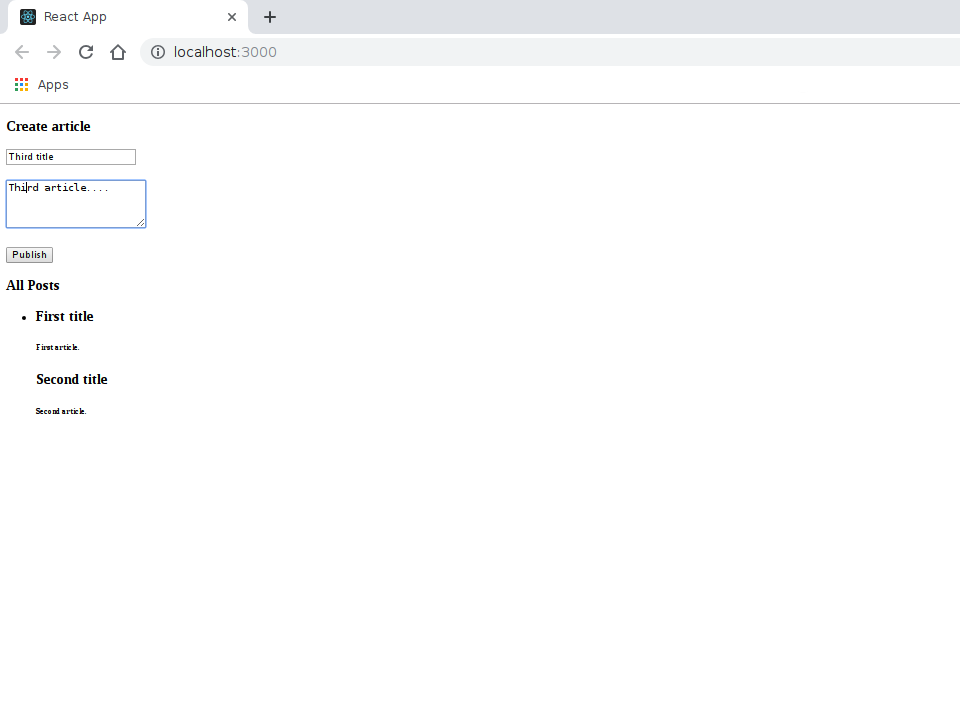 React App
localhost:3000
Apps
Create article
Third title
Third article....
Publish
All Posts
First title
First article.
Second title
Second article.